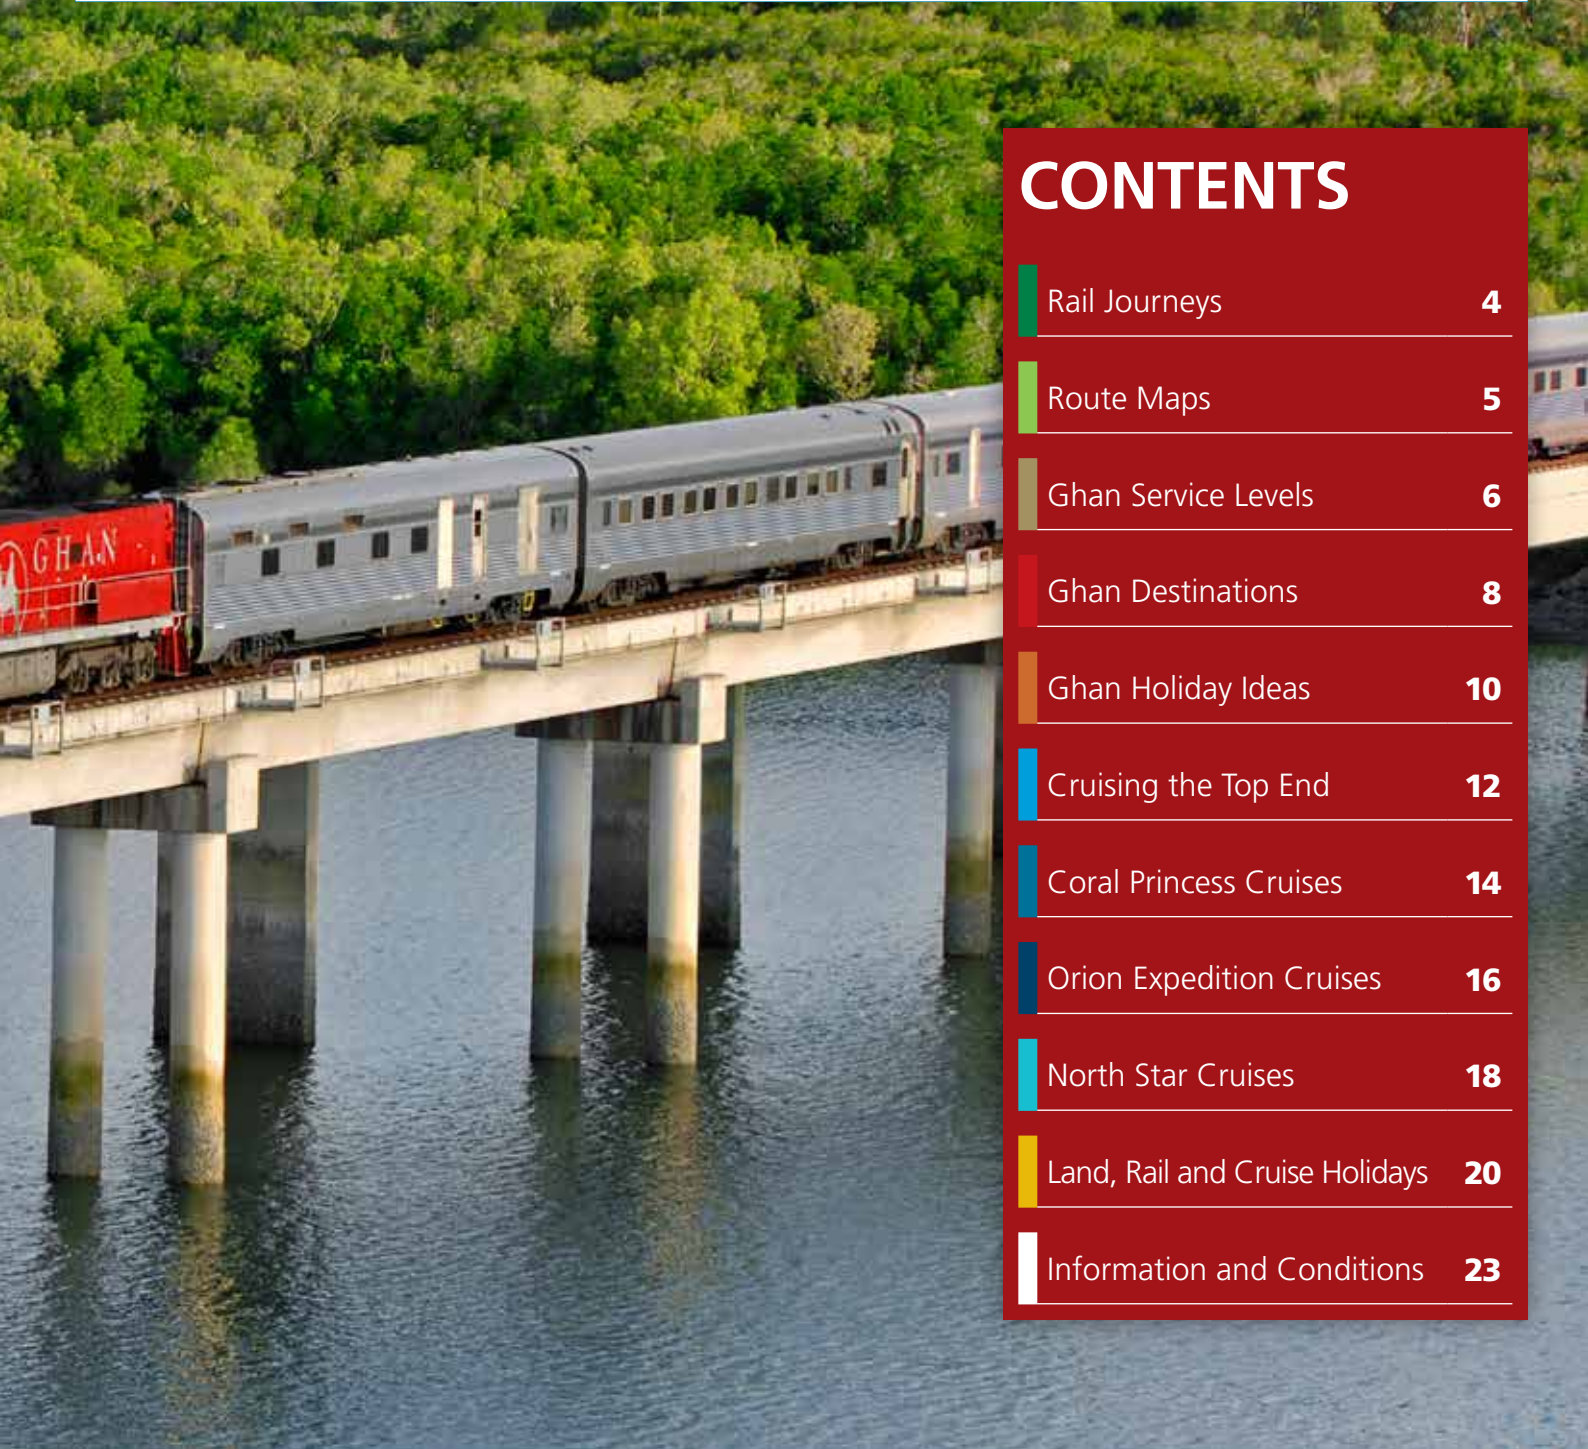 GHAN
CONTENTS
Rail Journeys 4
Route Maps 5
Ghan Service Levels 6
Ghan Destinations 8
Ghan Holiday Ideas 10
Cruising the Top End 12
Coral Princess Cruises 14
Orion Expedition Cruises 16
North Star Cruises 18
Land, Rail and Cruise Holidays 20
Information and Conditions 23